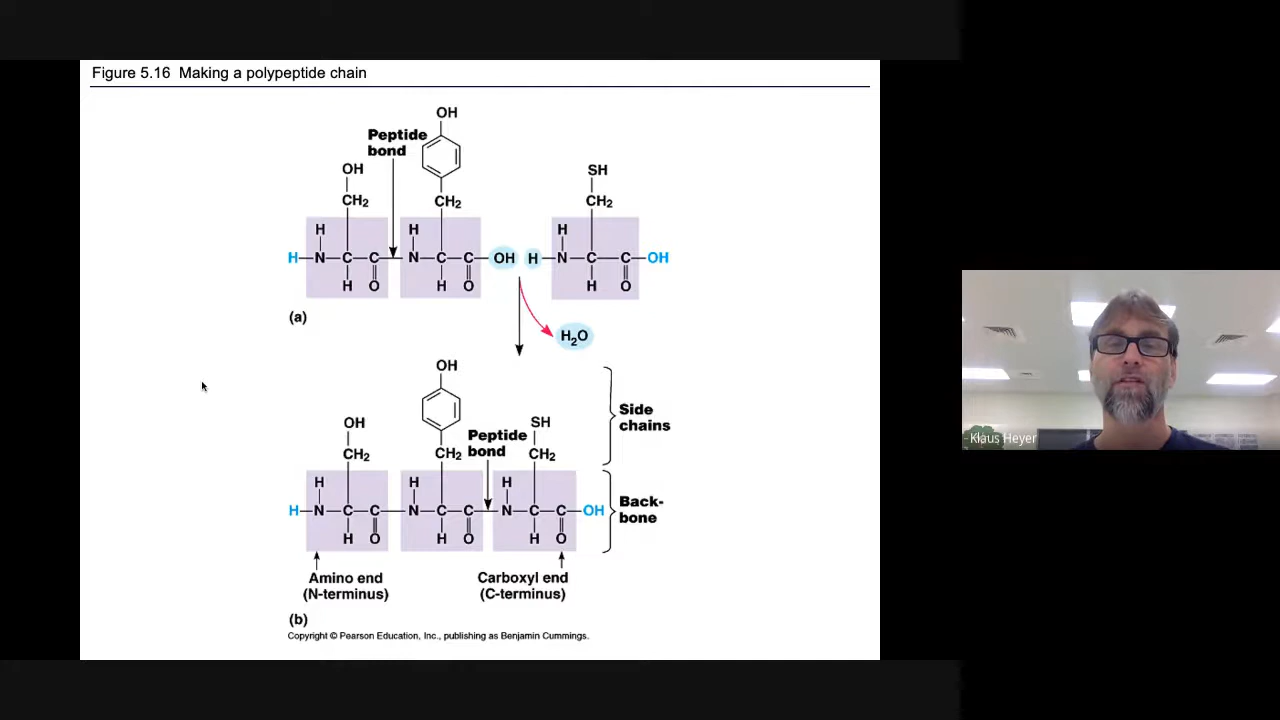 Figure 5.16 Making a polypeptide chain
OH
Peptide
bond
OH
SH
CH₂
CH₂
CH₂
H
H
H
H–N–C–C–N–C–C–OH H–N–C–C–OH
H O
H O
H O
(a)
H₂O
OH
Side
chains
OH
Peptide
bond
SH
CH₂
CH₂
CH₂
H
H
H
H–N–C–C–N–C–C–N–C–C–OH
Back-
bone
H O
H O
H O
Amino end
(N-terminus)
Carboxyl end
(C-terminus)
(b)
Copyright © Pearson Education, Inc., publishing as Benjamin Cummings.
Klaus Heyer